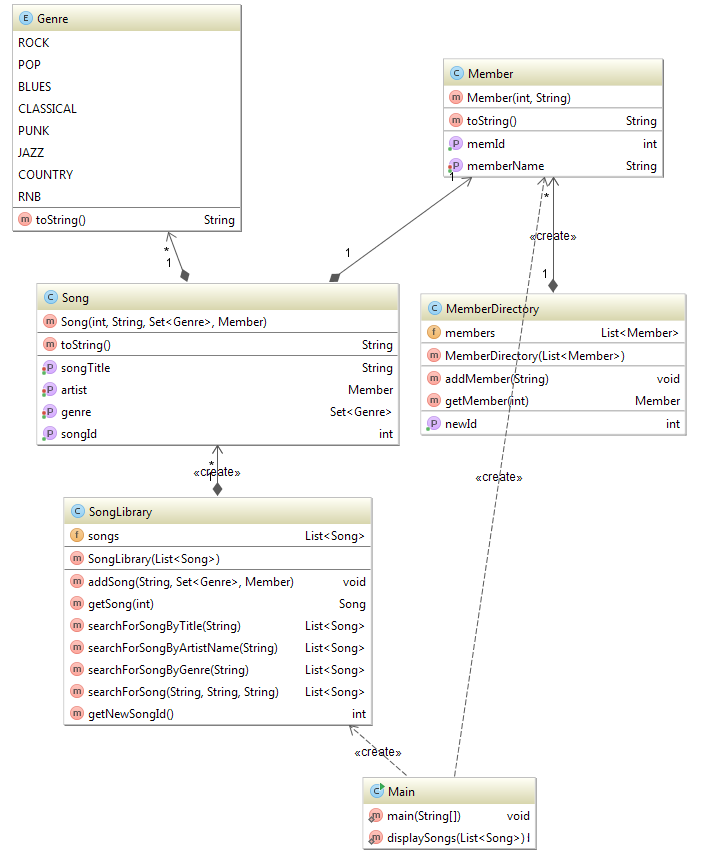 E Genre
ROCK
POP
BLUES
CLASSICAL
PUNK
JAZZ
COUNTRY
RNB
m toString() String
C Member
m Member(int, String)
m toString() String
P memId int
P memberName String
1
*
1
1
*
«create»
1
C Song
m Song(int, String, Set<Genre>, Member)
m toString() String
P songTitle String
P artist Member
P genre Set<Genre>
P songId int
C MemberDirectory
f members List<Member>
m MemberDirectory(List<Member>)
m addMember(String) void
m getMember(int) Member
P newId int
*
«create»
1
«create»
C SongLibrary
f songs List<Song>
m SongLibrary(List<Song>)
m addSong(String, Set<Genre>, Member) void
m getSong(int) Song
m searchForSongByTitle(String) List<Song>
m searchForSongByArtistName(String) List<Song>
m searchForSongByGenre(String) List<Song>
m searchForSong(String, String, String) List<Song>
m getNewSongId() int
«create»
C Main
m main(String[]) void
m displaySongs(List<Song>)